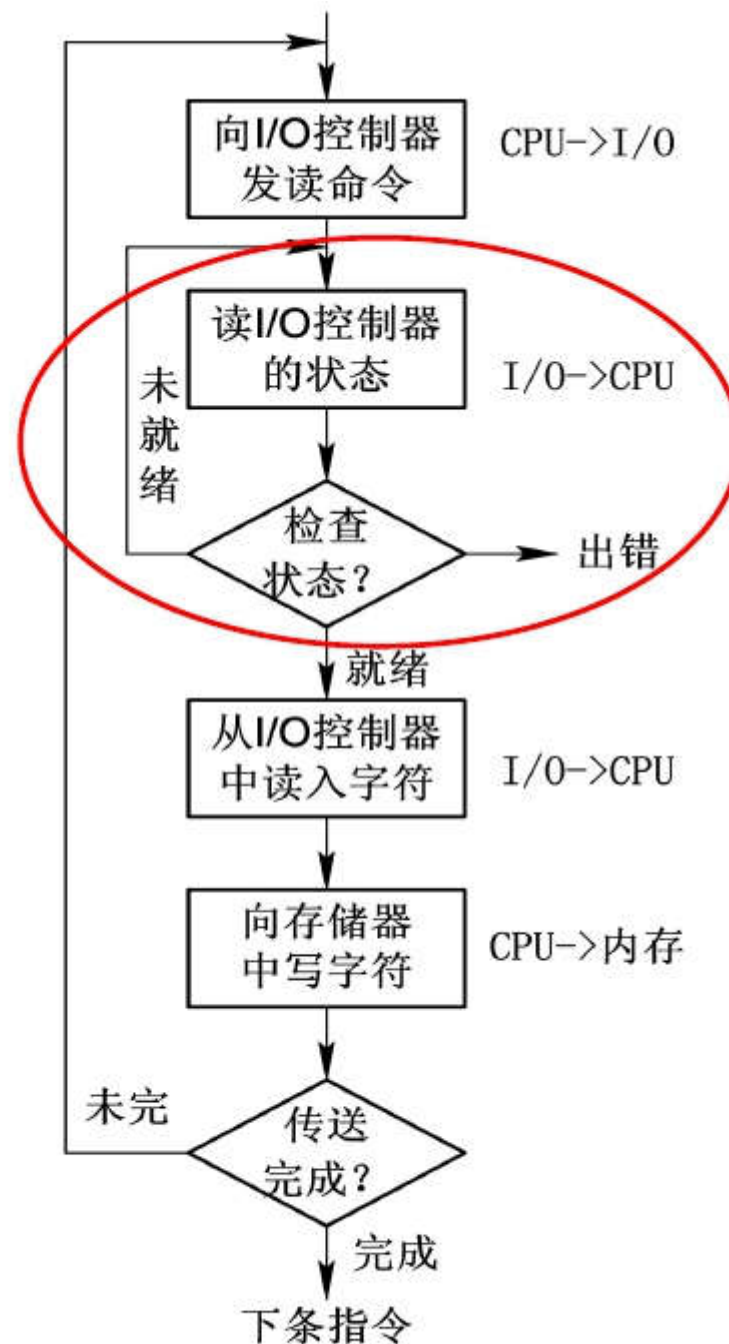 向I/O控制器
发读命令
CPU->I/O
读I/O控制器
的状态
I/O->CPU
未
就
绪
检查
状态？
出错
就绪
从I/O控制器
中读入字符
I/O->CPU
向存储器
中写字符
CPU->内存
未完
传送
完成？
完成
下条指令